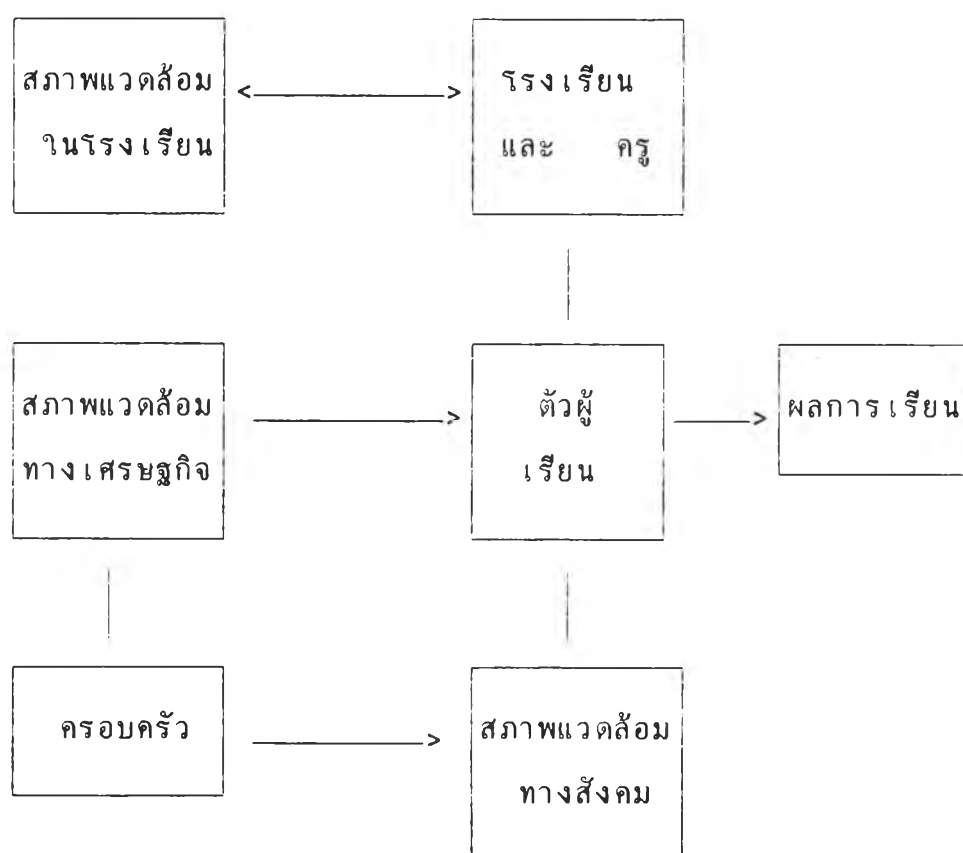 สภาพแวดล้อม
ในโรงเรียน
โรงเรียน
และ ครู
สภาพแวดล้อม
ทางเศรษฐกิจ
ตัวผู้
เรียน
ผลการเรียน
ครอบครัว
สภาพแวดล้อม
ทางสังคม